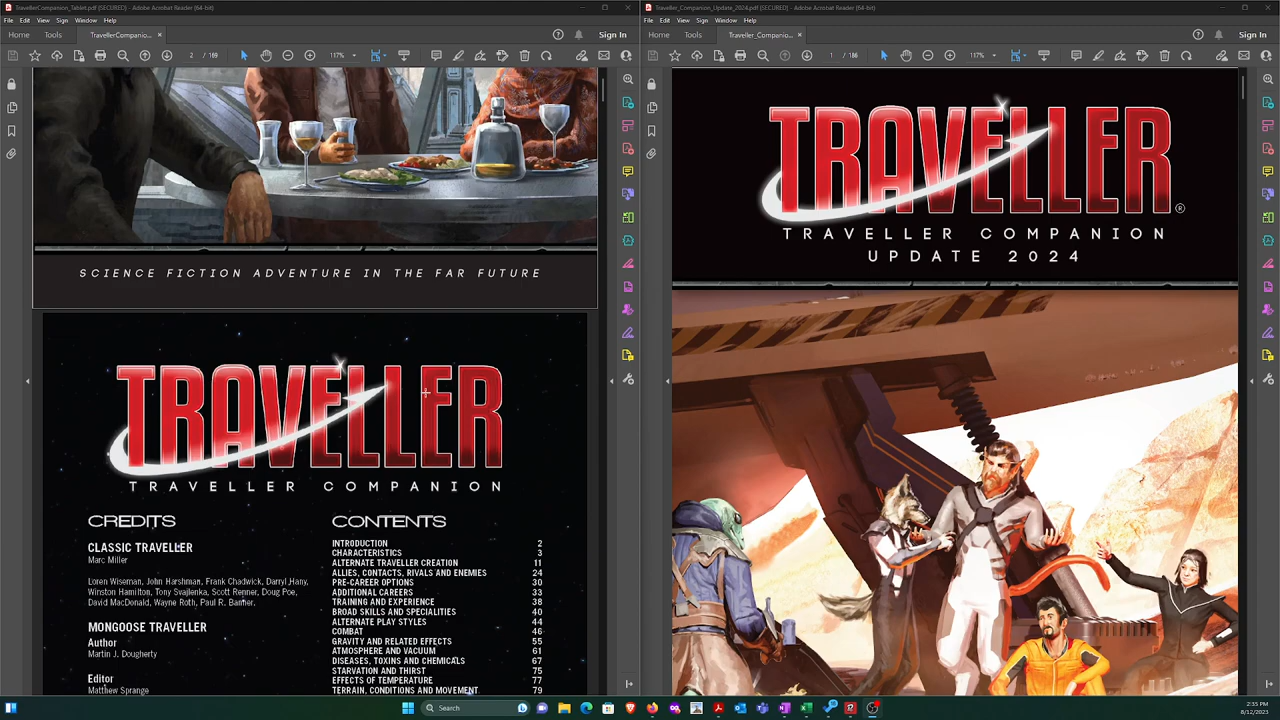 TravellerCompanion_Tablet.pdf [SECURED] - Adobe Acrobat Reader (64-bit)
File Edit View Sign Window Help
Home Tools TravellerCompanio... × Sign In
2 / 169 117%
SCIENCE FICTION ADVENTURE IN THE FAR FUTURE
TRAVELLER
TRAVELLER COMPANION
CREDITS
CLASSIC TRAVELLER
Marc Miller
Loren Wiseman, John Harshman, Frank Chadwick, Darryl Hany,
Winston Hamilton, Tony Svajlenka, Scott Renner, Doug Poe,
David MacDonald, Wayne Roth, Paul R. Banner.
MONGOOSE TRAVELLER
Author
Martin J. Dougherty
Editor
Matthew Sprange
CONTENTS
INTRODUCTION 2
CHARACTERISTICS 3
ALTERNATE TRAVELLER CREATION 11
ALLIES, CONTACTS, RIVALS AND ENEMIES 24
PRE-CAREER OPTIONS 30
ADDITIONAL CAREERS 33
TRAINING AND EXPERIENCE 38
BROAD SKILLS AND SPECIALITIES 40
ALTERNATE PLAY STYLES 44
COMBAT 46
GRAVITY AND RELATED EFFECTS 55
ATMOSPHERE AND VACUUM 61
DISEASES, TOXINS AND CHEMICALS 67
STARVATION AND THIRST 75
EFFECTS OF TEMPERATURE 77
TERRAIN, CONDITIONS AND MOVEMENT 79
Traveller_Companion_Update_2024.pdf [SECURED] - Adobe Acrobat Reader (64-bit)
File Edit View Sign Window Help
Home Tools Traveller_Companio... × Sign In
1 / 186 117%
TRAVELLER®
TRAVELLER COMPANION
UPDATE 2024
Search
2:35 PM
8/12/2023